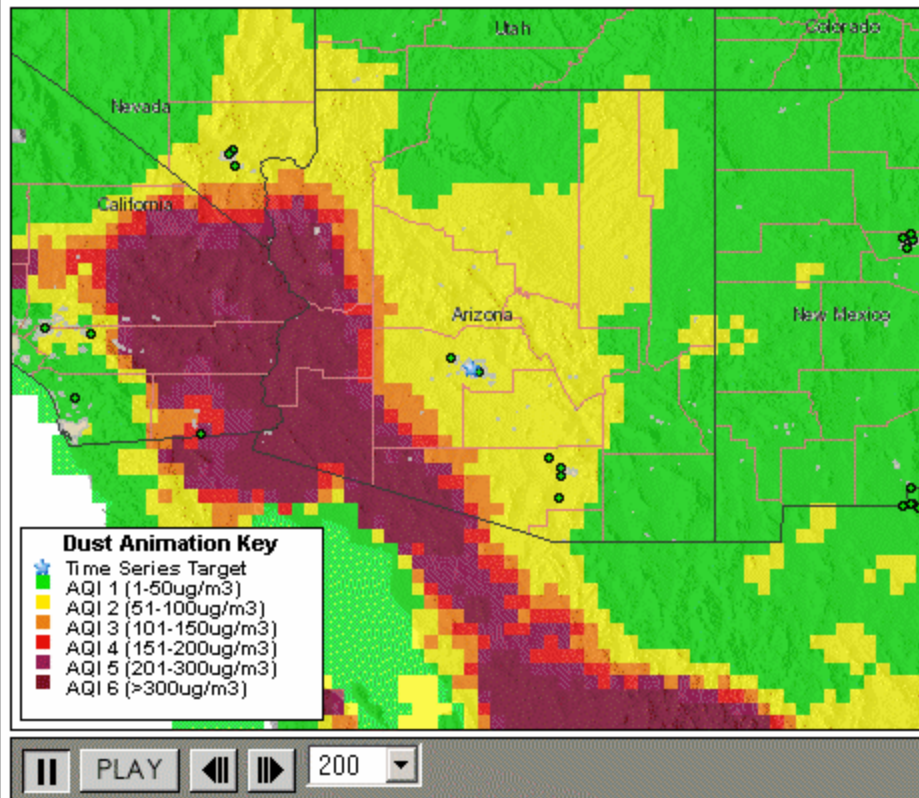 Utah
Colorado
Nevada
California
Arizona
New Mexico
Dust Animation Key
Time Series Target
AQI 1 (1-50ug/m3)
AQI 2 (51-100ug/m3)
AQI 3 (101-150ug/m3)
AQI 4 (151-200ug/m3)
AQI 5 (201-300ug/m3)
AQI 6 (>300ug/m3)
PLAY
200